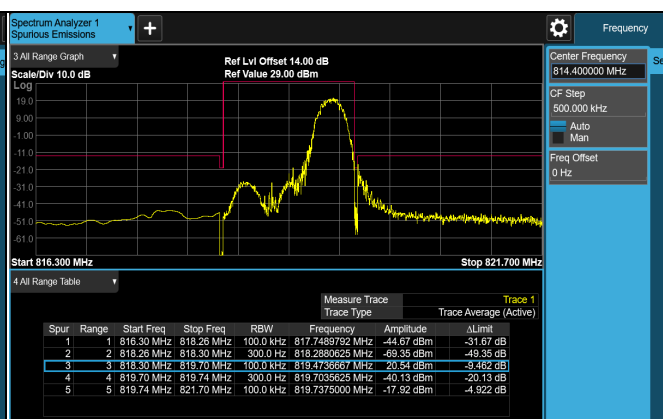 Spectrum Analyzer 1
Spurious Emissions
Frequency
3 All Range Graph
Scale/Div 10.0 dB
Ref Lvl Offset 14.00 dB
Ref Value 29.00 dBm
Log
19.0
9.00
-1.00
-11.0
-21.0
-31.0
-41.0
-51.0
-61.0
Start 816.300 MHz
Stop 821.700 MHz
Center Frequency
814.400000 MHz
CF Step
500.000 kHz
Auto
Man
Freq Offset
0 Hz
Se
4 All Range Table
Measure Trace Trace 1
Trace Type Trace Average (Active)
Spur Range Start Freq Stop Freq RBW Frequency Amplitude ΔLimit
1 1 816.30 MHz 818.26 MHz 100.0 kHz 817.7489792 MHz -44.67 dBm -31.67 dB
2 2 818.26 MHz 818.30 MHz 300.0 Hz 818.2880625 MHz -69.35 dBm -49.35 dB
3 3 818.30 MHz 819.70 MHz 100.0 kHz 819.4736667 MHz 20.54 dBm -9.462 dB
4 4 819.70 MHz 819.74 MHz 300.0 Hz 819.7035625 MHz -40.13 dBm -20.13 dB
5 5 819.74 MHz 821.70 MHz 100.0 kHz 819.7375000 MHz -17.92 dBm -4.922 dB